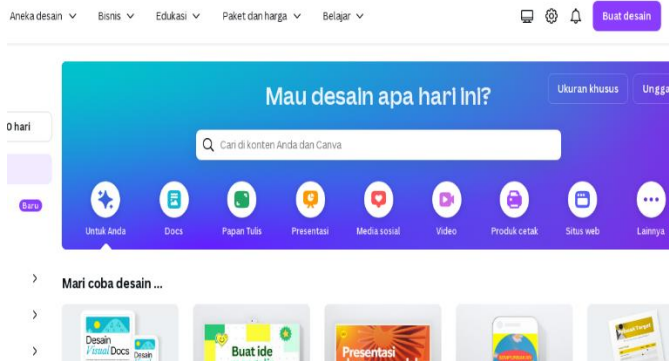 Aneka desain Bisnis Edukasi Paket dan harga Belajar Buat desain
Mau desain apa hari ini?
Ukuran khusus Ungga
0 hari
Cari di konten Anda dan Canva
Baru
Untuk Anda Docs Papan Tulis Presentasi Media sosial Video Produk cetak Situs web Lainnya
Mari coba desain ...
Desain
Visual Docs
Desain
Buat ide
Presentasi